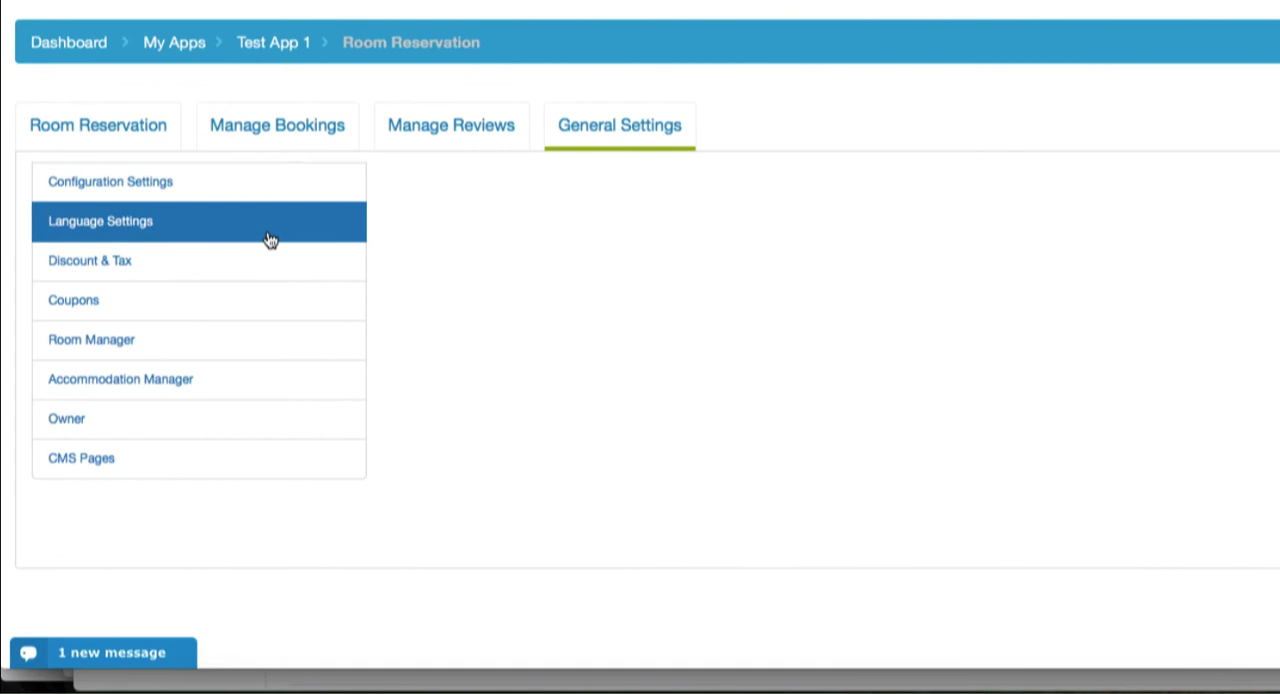 Dashboard > My Apps > Test App 1 > Room Reservation
Room Reservation Manage Bookings Manage Reviews General Settings
Configuration Settings
Language Settings
Discount & Tax
Coupons
Room Manager
Accommodation Manager
Owner
CMS Pages
1 new message